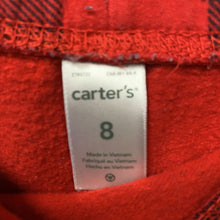 carter's®
8
Made in Vietnam
Fabriqué au Vietnam
Hecho en Vietnam